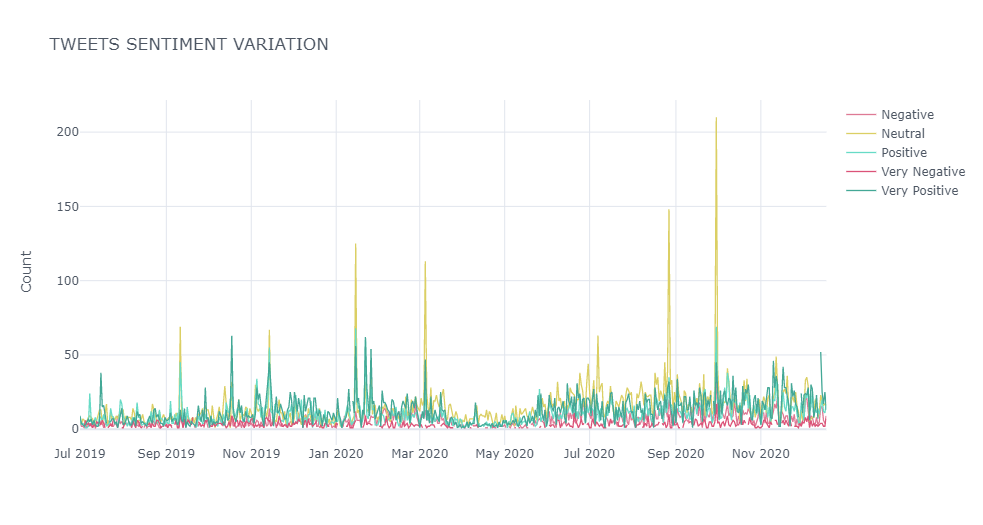 TWEETS SENTIMENT VARIATION
Negative
Neutral
Positive
Very Negative
Very Positive
Count
200
150
100
50
0
Jul 2019 Sep 2019 Nov 2019 Jan 2020 Mar 2020 May 2020 Jul 2020 Sep 2020 Nov 2020